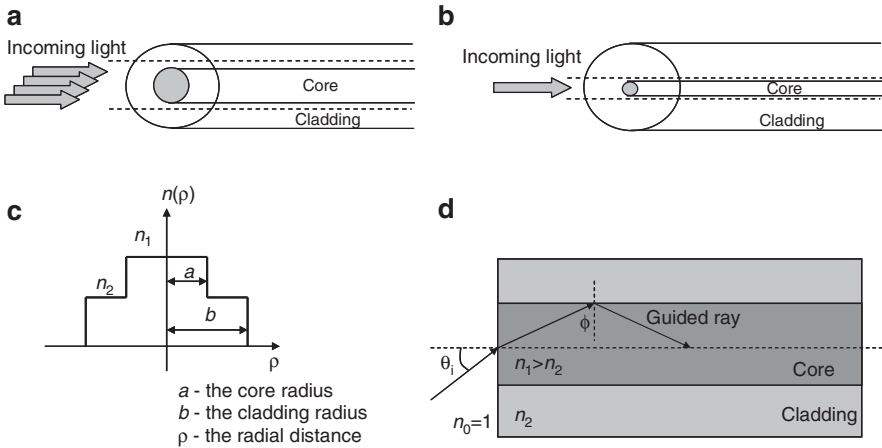 a
Incoming light
Core
Cladding
b
Incoming light
Core
Cladding
c
n(ρ)
n1
n2
a
b
ρ
a - the core radius
b - the cladding radius
ρ - the radial distance
d
ϕ
Guided ray
θi
n1>n2
Core
n0=1
n2
Cladding